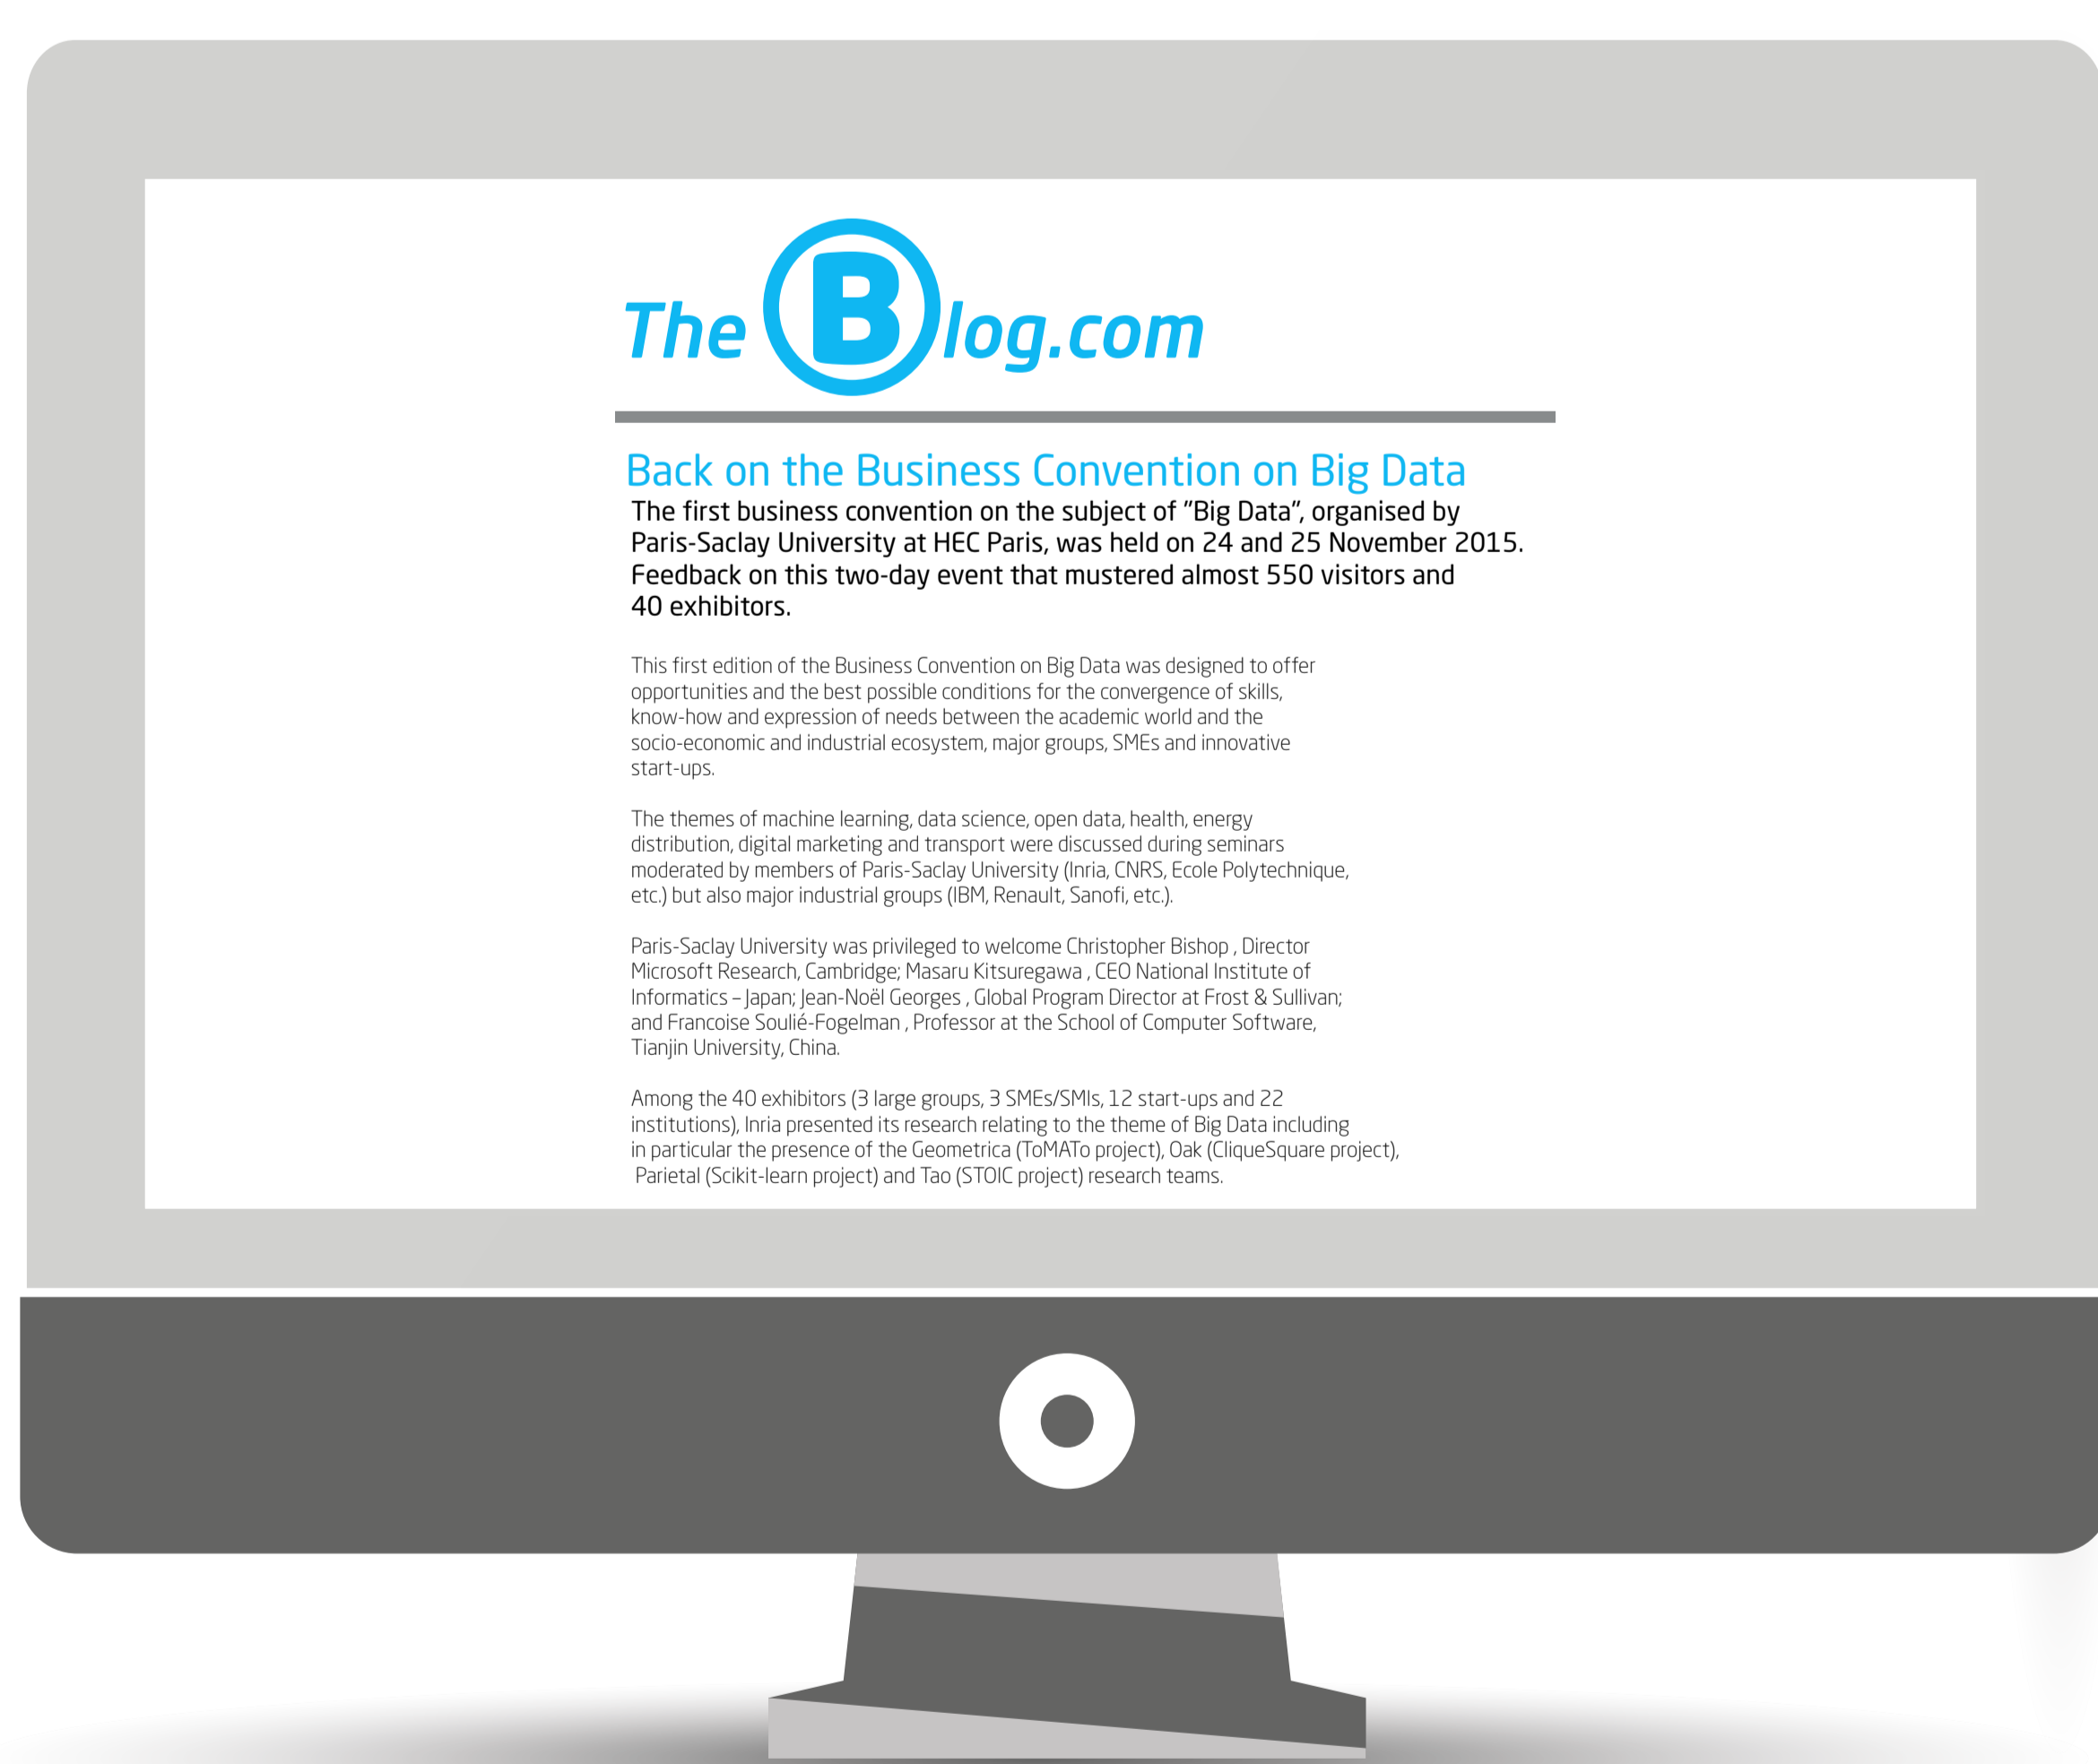 The Blog.com
Back on the Business Convention on Big Data
The first business convention on the subject of "Big Data", organised by
Paris-Saclay University at HEC Paris, was held on 24 and 25 November 2015.
Feedback on this two-day event that mustered almost 550 visitors and
40 exhibitors.
This first edition of the Business Convention on Big Data was designed to offer
opportunities and the best possible conditions for the convergence of skills,
know-how and expression of needs between the academic world and the
socio-economic and industrial ecosystem, major groups, SMEs and innovative
start-ups.
The themes of machine learning, data science, open data, health, energy
distribution, digital marketing and transport were discussed during seminars
moderated by members of Paris-Saclay University (Inria, CNRS, Ecole Polytechnique,
etc.) but also major industrial groups (IBM, Renault, Sanofi, etc.).
Paris-Saclay University was privileged to welcome Christopher Bishop , Director
Microsoft Research, Cambridge; Masaru Kitsuregawa , CEO National Institute of
Informatics – Japan; Jean-Noël Georges , Global Program Director at Frost & Sullivan;
and Francoise Soulié-Fogelman , Professor at the School of Computer Software,
Tianjin University, China.
Among the 40 exhibitors (3 large groups, 3 SMEs/SMIs, 12 start-ups and 22
institutions), Inria presented its research relating to the theme of Big Data including
in particular the presence of the Geometrica (ToMATo project), Oak (CliqueSquare project),
Parietal (Scikit-learn project) and Tao (STOIC project) research teams.